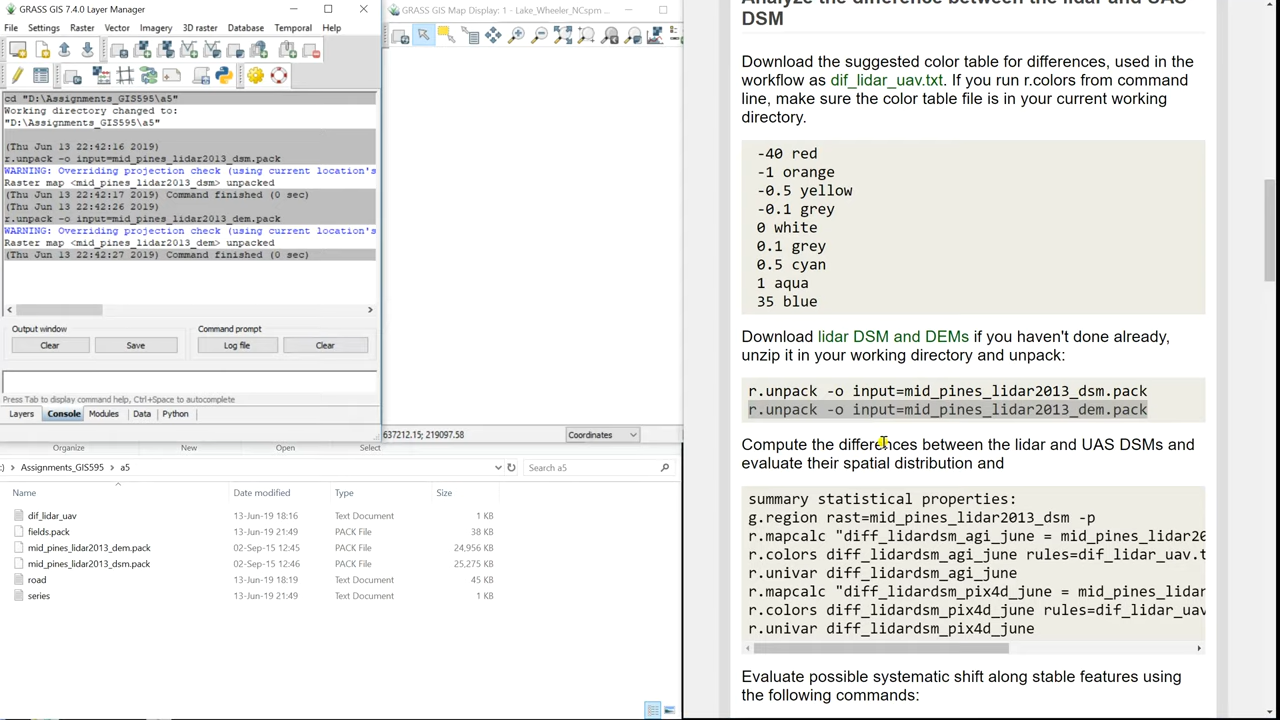 GRASS GIS 7.4.0 Layer Manager
File Settings Raster Vector Imagery 3D raster Database Temporal Help
cd "D:\Assignments_GIS595\a5"
Working directory changed to:
"D:\Assignments_GIS595\a5"
(Thu Jun 13 22:42:16 2019)
r.unpack -o input=mid_pines_lidar2013_dsm.pack
WARNING: Overriding projection check (using current location's
Raster map <mid_pines_lidar2013_dsm> unpacked
(Thu Jun 13 22:42:17 2019) Command finished (0 sec)
(Thu Jun 13 22:42:26 2019)
r.unpack -o input=mid_pines_lidar2013_dem.pack
WARNING: Overriding projection check (using current location's
Raster map <mid_pines_lidar2013_dem> unpacked
(Thu Jun 13 22:42:27 2019) Command finished (0 sec)
Output window Command prompt
Clear Save Log file Clear
Press Tab to display command help, Ctrl+Space to autocomplete
Layers Console Modules Data Python
GRASS GIS Map Display: 1 - Lake_Wheeler_NCspm
637212.15; 219097.58 Coordinates
Organize New Open Select
Assignments_GIS595 > a5 Search a5
Name Date modified Type Size
dif_lidar_uav 13-Jun-19 18:16 Text Document 1 KB
fields.pack 13-Jun-19 21:49 PACK File 38 KB
mid_pines_lidar2013_dem.pack 02-Sep-15 12:45 PACK File 24,956 KB
mid_pines_lidar2013_dsm.pack 02-Sep-15 12:46 PACK File 25,275 KB
road 13-Jun-19 18:19 Text Document 45 KB
series 13-Jun-19 21:49 Text Document 1 KB
Analyze the difference between the lidar and UAS
DSM
Download the suggested color table for differences, used in the
workflow as dif_lidar_uav.txt. If you run r.colors from command
line, make sure the color table file is in your current working
directory.
-40 red
-1 orange
-0.5 yellow
-0.1 grey
0 white
0.1 grey
0.5 cyan
1 aqua
35 blue
Download lidar DSM and DEMs if you haven't done already,
unzip it in your working directory and unpack:
r.unpack -o input=mid_pines_lidar2013_dsm.pack
r.unpack -o input=mid_pines_lidar2013_dem.pack
Compute the differences between the lidar and UAS DSMs and
evaluate their spatial distribution and
summary statistical properties:
g.region rast=mid_pines_lidar2013_dsm -p
r.mapcalc "diff_lidardsm_agi_june = mid_pines_lidar20
r.colors diff_lidardsm_agi_june rules=dif_lidar_uav.t
r.univar diff_lidardsm_agi_june
r.mapcalc "diff_lidardsm_pix4d_june = mid_pines_l
r.colors diff_lidardsm_pix4d_june rules=dif_lidar_uav
r.univar diff_lidardsm_pix4d_june
Evaluate possible systematic shift along stable features using
the following commands: